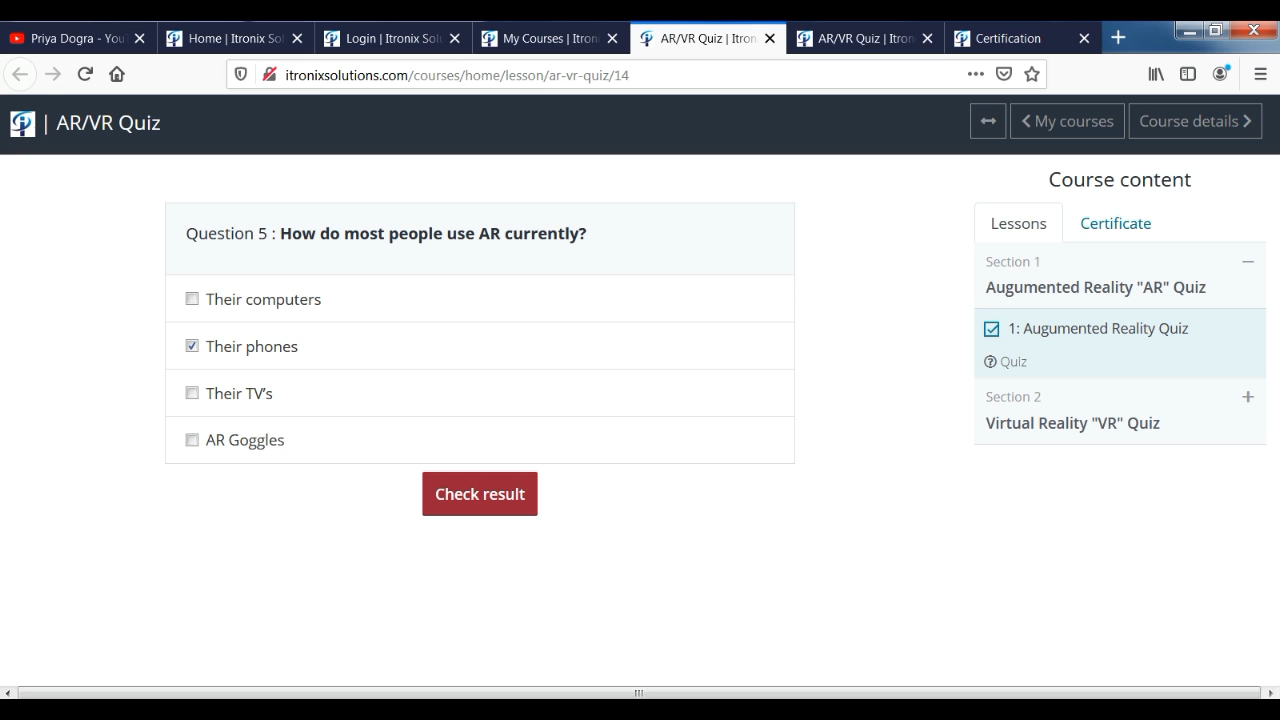 Priya Dogra - You
Home | Itronix Sol
Login | Itronix Solu
My Courses | Itroni
AR/VR Quiz | Itron
AR/VR Quiz | Itron
Certification
itronixsolutions.com/courses/home/lesson/ar-vr-quiz/14
| AR/VR Quiz
My courses
Course details
Course content
Lessons
Certificate
Question 5 : How do most people use AR currently?
Their computers
Their phones
Their TV's
AR Goggles
Check result
Section 1
Augumented Reality "AR" Quiz
1: Augumented Reality Quiz
Quiz
Section 2
Virtual Reality "VR" Quiz